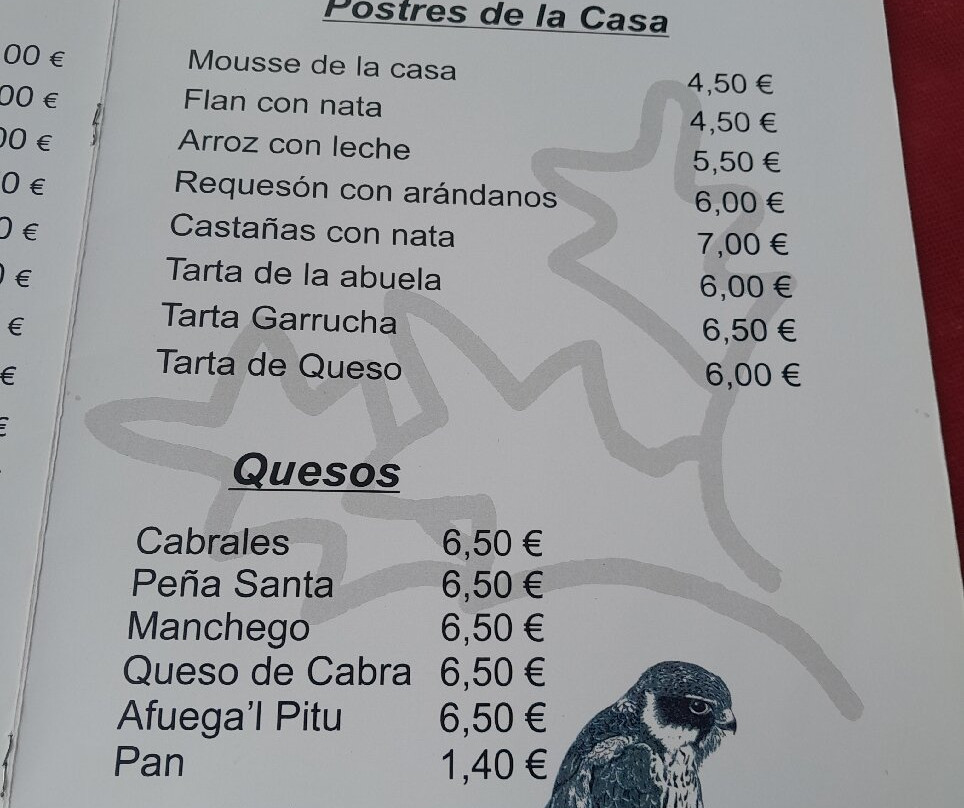 Postres de la Casa
Mousse de la casa 4,50 €
Flan con nata 4,50 €
Arroz con leche 5,50 €
Requesón con arándanos 6,00 €
Castañas con nata 7,00 €
Tarta de la abuela 6,00 €
Tarta Garrucha 6,50 €
Tarta de Queso 6,00 €
Quesos
Cabrales 6,50 €
Peña Santa 6,50 €
Manchego 6,50 €
Queso de Cabra 6,50 €
Afuega'l Pitu 6,50 €
Pan 1,40 €